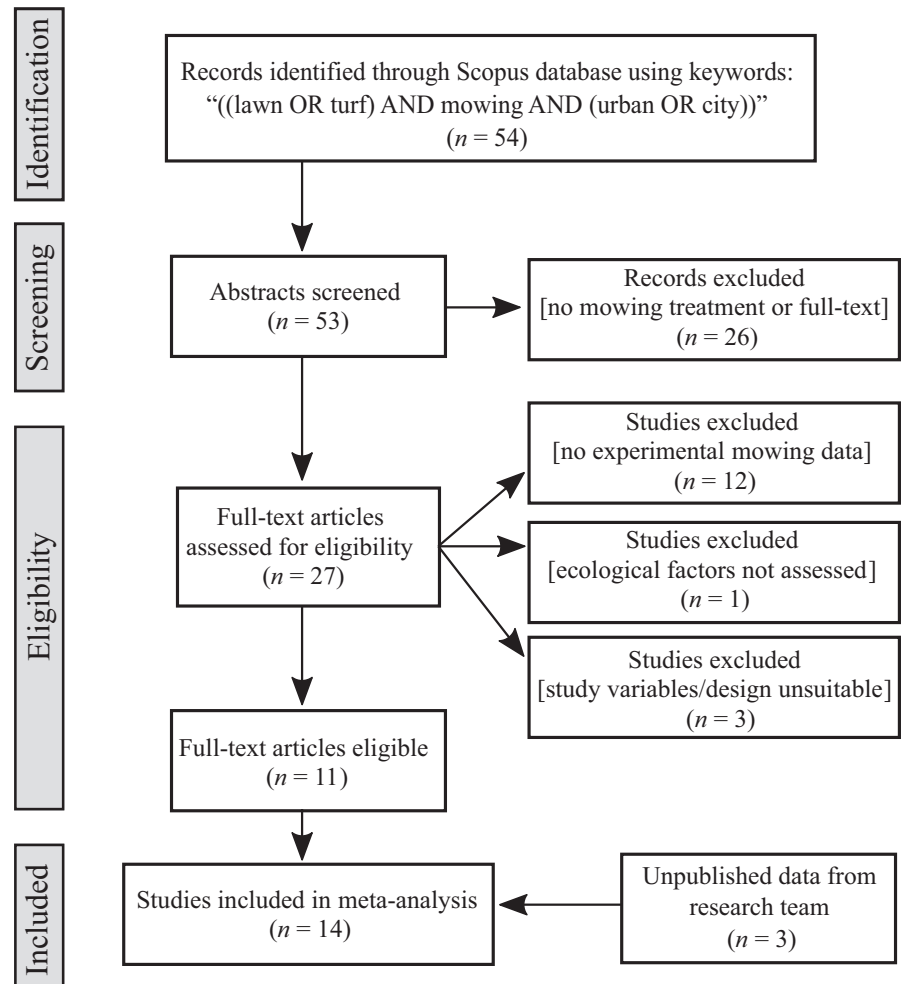 Identification
Records identified through Scopus database using keywords:
“((lawn OR turf) AND mowing AND (urban OR city))”
(n = 54)
Screening
Abstracts screened
(n = 53)
Records excluded
[no mowing treatment or full-text]
(n = 26)
Eligibility
Full-text articles
assessed for eligibility
(n = 27)
Studies excluded
[no experimental mowing data]
(n = 12)
Studies excluded
[ecological factors not assessed]
(n = 1)
Studies excluded
[study variables/design unsuitable]
(n = 3)
Full-text articles eligible
(n = 11)
Included
Studies included in meta-analysis
(n = 14)
Unpublished data from
research team
(n = 3)